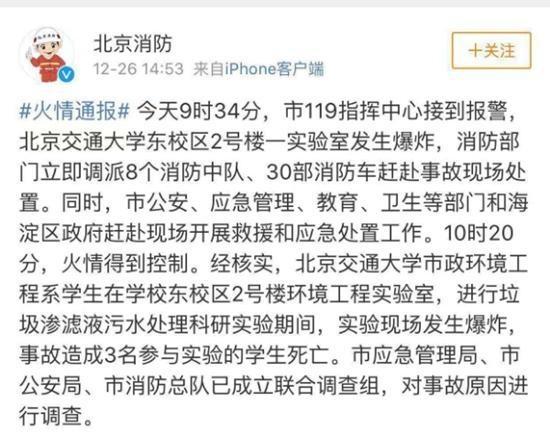 北京消防
12-26 14:53 来自iPhone客户端
+关注
#火情通报# 今天9时34分，市119指挥中心接到报警，
北京交通大学东校区2号楼一实验室发生爆炸，消防部
门立即调派8个消防中队、30部消防车赶赴事故现场处
置。同时，市公安、应急管理、教育、卫生等部门和海
淀区政府赶赴现场开展救援和应急处置工作。10时20
分，火情得到控制。经核实，北京交通大学市政环境工
程系学生在学校东校区2号楼环境工程实验室，进行垃
圾渗滤液污水处理科研实验期间，实验现场发生爆炸，
事故造成3名参与实验的学生死亡。市应急管理局、市
公安局、市消防总队已成立联合调查组，对事故原因进
行调查。